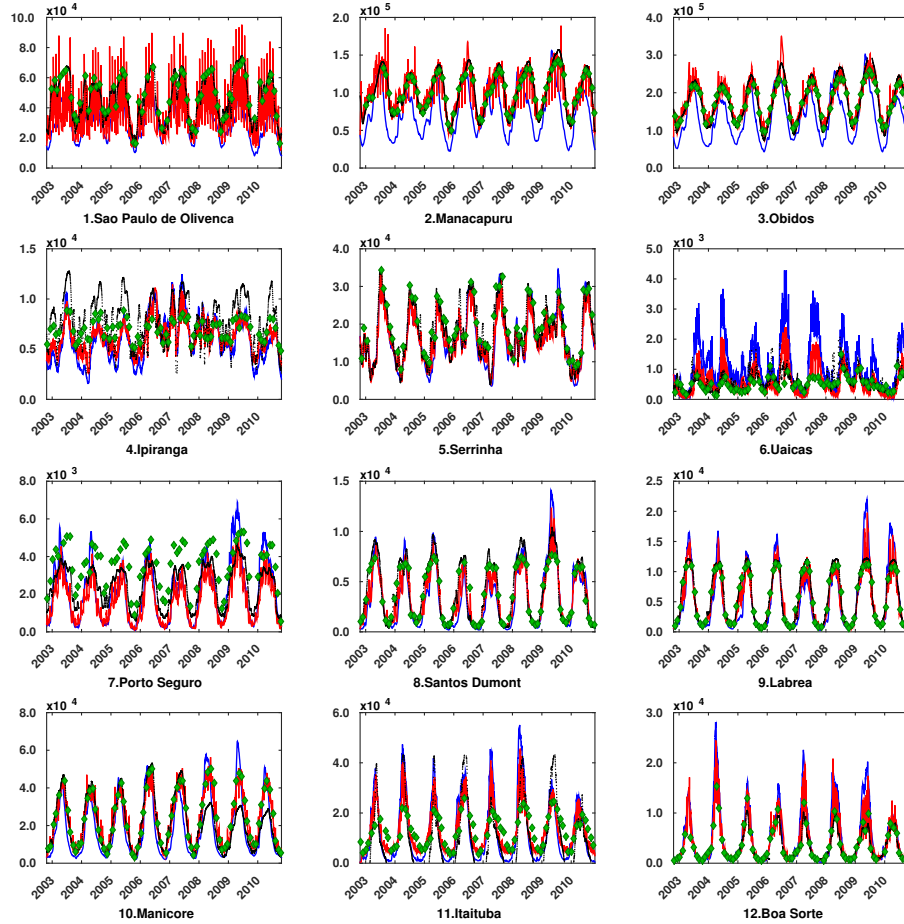 x10 4 x10 5 x10 5
10.0 2.0 4.0
8.0 1.5 3.0
6.0
1.0 2.0
4.0
0.5 1.0
2.0
0.0 0.0 0.0
2003 2004 2005 2006 2007 2008 2009 2010 2003 2004 2005 2006 2007 2008 2009 2010 2003 2004 2005 2006 2007 2008 2009 2010
1.Sao Paulo de Olivenca 2.Manacapuru 3.Obidos
x10 4 x10 4 x10 3
1.5 4.0 5.0
4.0
1.0 3.0
3.0
2.0
2.0
0.5 1.0
1.0
0.0 0.0 0.0
2003 2004 2005 2006 2007 2008 2009 2010 2003 2004 2005 2006 2007 2008 2009 2010 2003 2004 2005 2006 2007 2008 2009 2010
4.Ipiranga 5.Serrinha 6.Uaicas
x10 3 x10 4 x10 4
8.0 1.5 2.5
6.0 2.0
1.0
1.5
4.0
1.0
0.5
2.0
0.5
0.0 0.0 0.0
2003 2004 2005 2006 2007 2008 2009 2010 2003 2004 2005 2006 2007 2008 2009 2010 2003 2004 2005 2006 2007 2008 2009 2010
7.Porto Seguro 8.Santos Dumont 9.Labrea
x10 4 x10 4 x10 4
8.0 6.0 3.0
6.0
4.0 2.0
4.0
2.0 1.0
2.0
0.0 0.0 0.0
2003 2004 2005 2006 2007 2008 2009 2010 2003 2004 2005 2006 2007 2008 2009 2010 2003 2004 2005 2006 2007 2008 2009 2010
10.Manicore 11.Itaituba 12.Boa Sorte